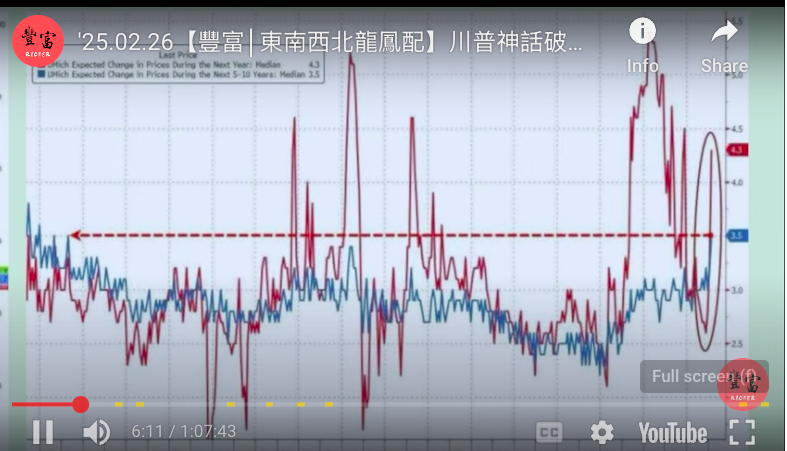 豐富
RICHER
'25.02.26【豐富│東南西北龍鳳配】川普神話破...
Info
Share
Last Price
UMich Expected Change in Prices During the Next Year: Median 4.3
UMich Expected Change in Prices During the Next 5-10 Years: Median 3.5
5.5
5.0
4.5
4.3
4.0
3.5
3.0
2.5
Full screen (f)
豐富
RICHER
6:11 / 1:07:43
CC
YouTube